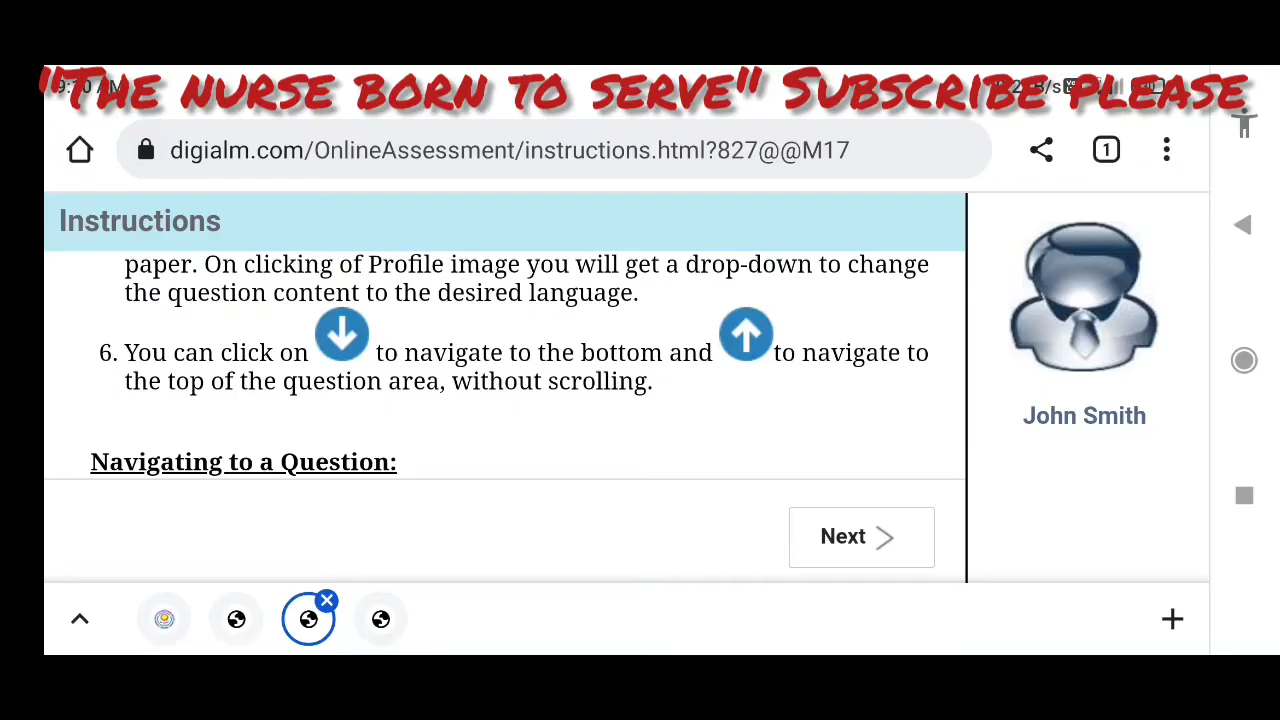 "The nurse born to serve" Subscribe please
digialm.com/OnlineAssessment/instructions.html?827@@M17
1
Instructions
paper. On clicking of Profile image you will get a drop-down to change
the question content to the desired language.
6. You can click on to navigate to the bottom and to navigate to
the top of the question area, without scrolling.
John Smith
Navigating to a Question:
Next